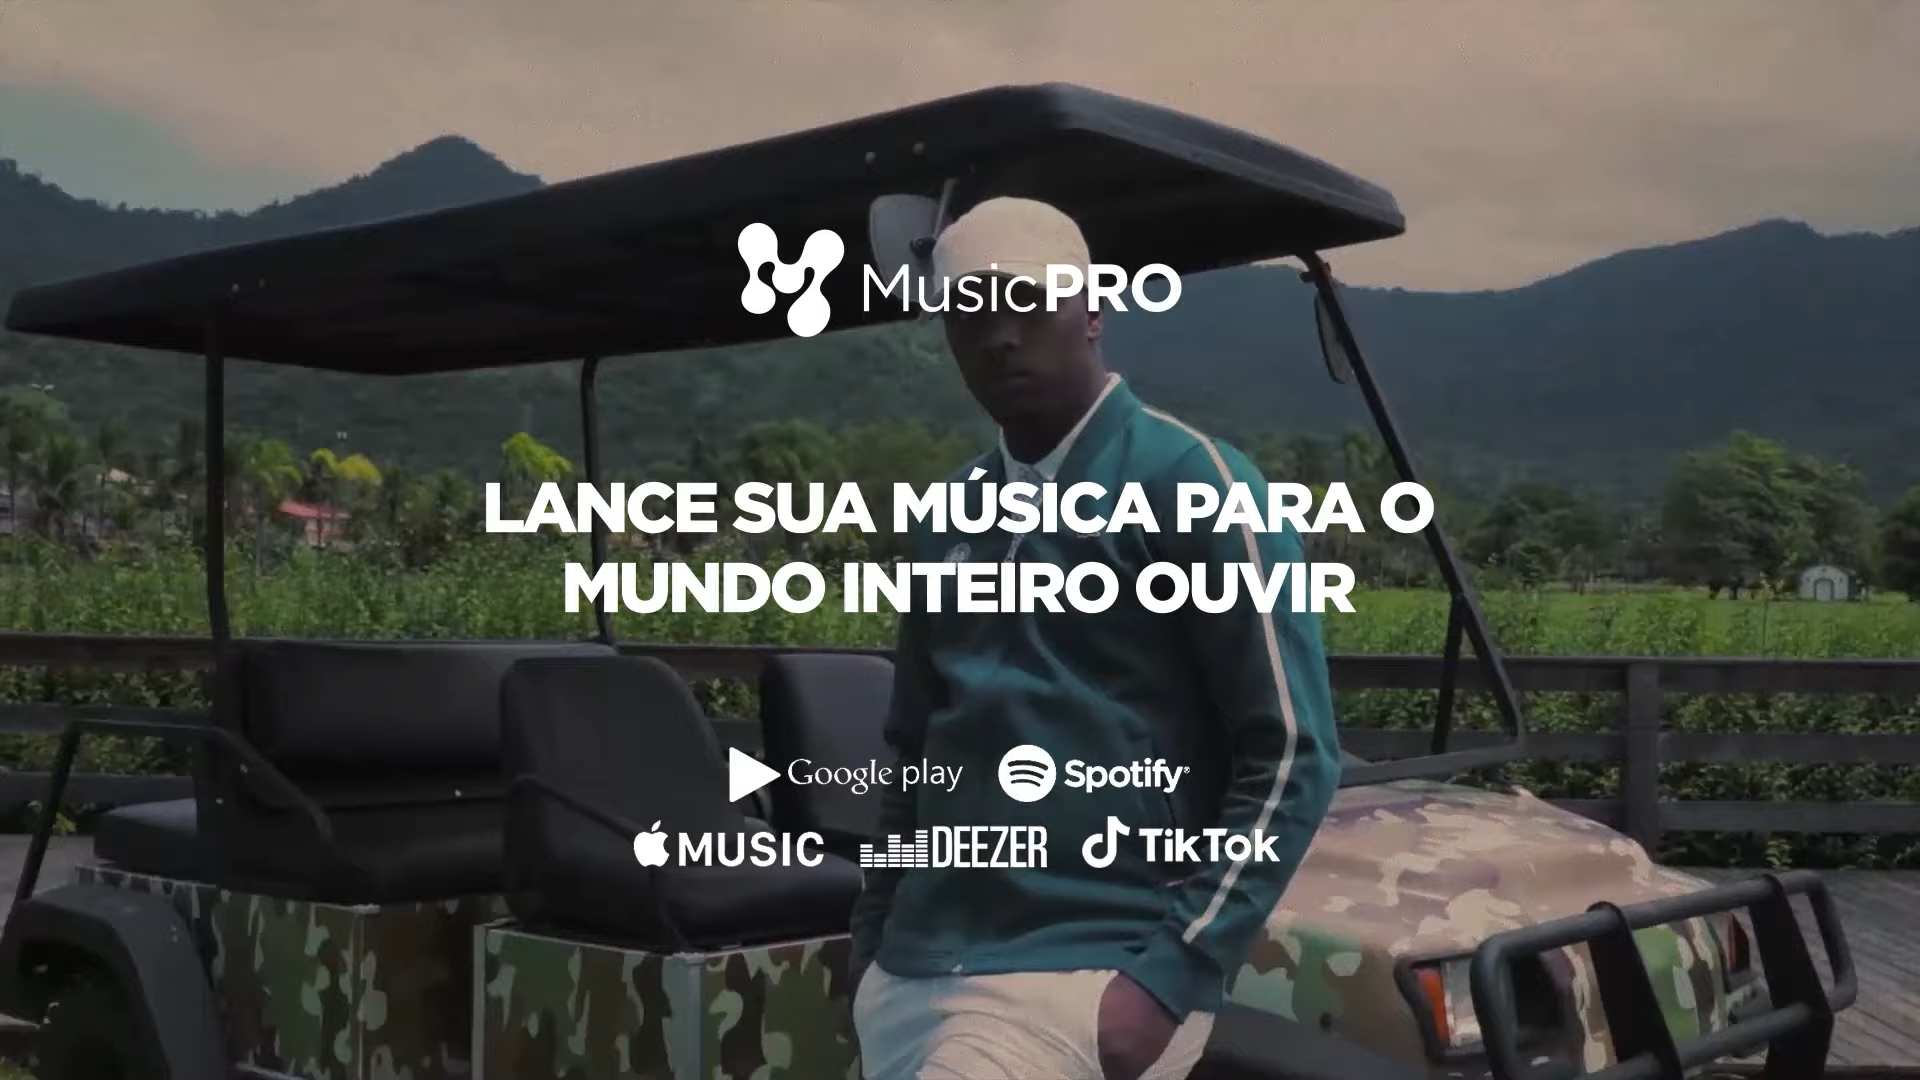 MusicPRO
LANCE SUA MÚSICA PARA O
MUNDO INTEIRO OUVIR
Google play Spotify
MUSIC DEEZER TikTok